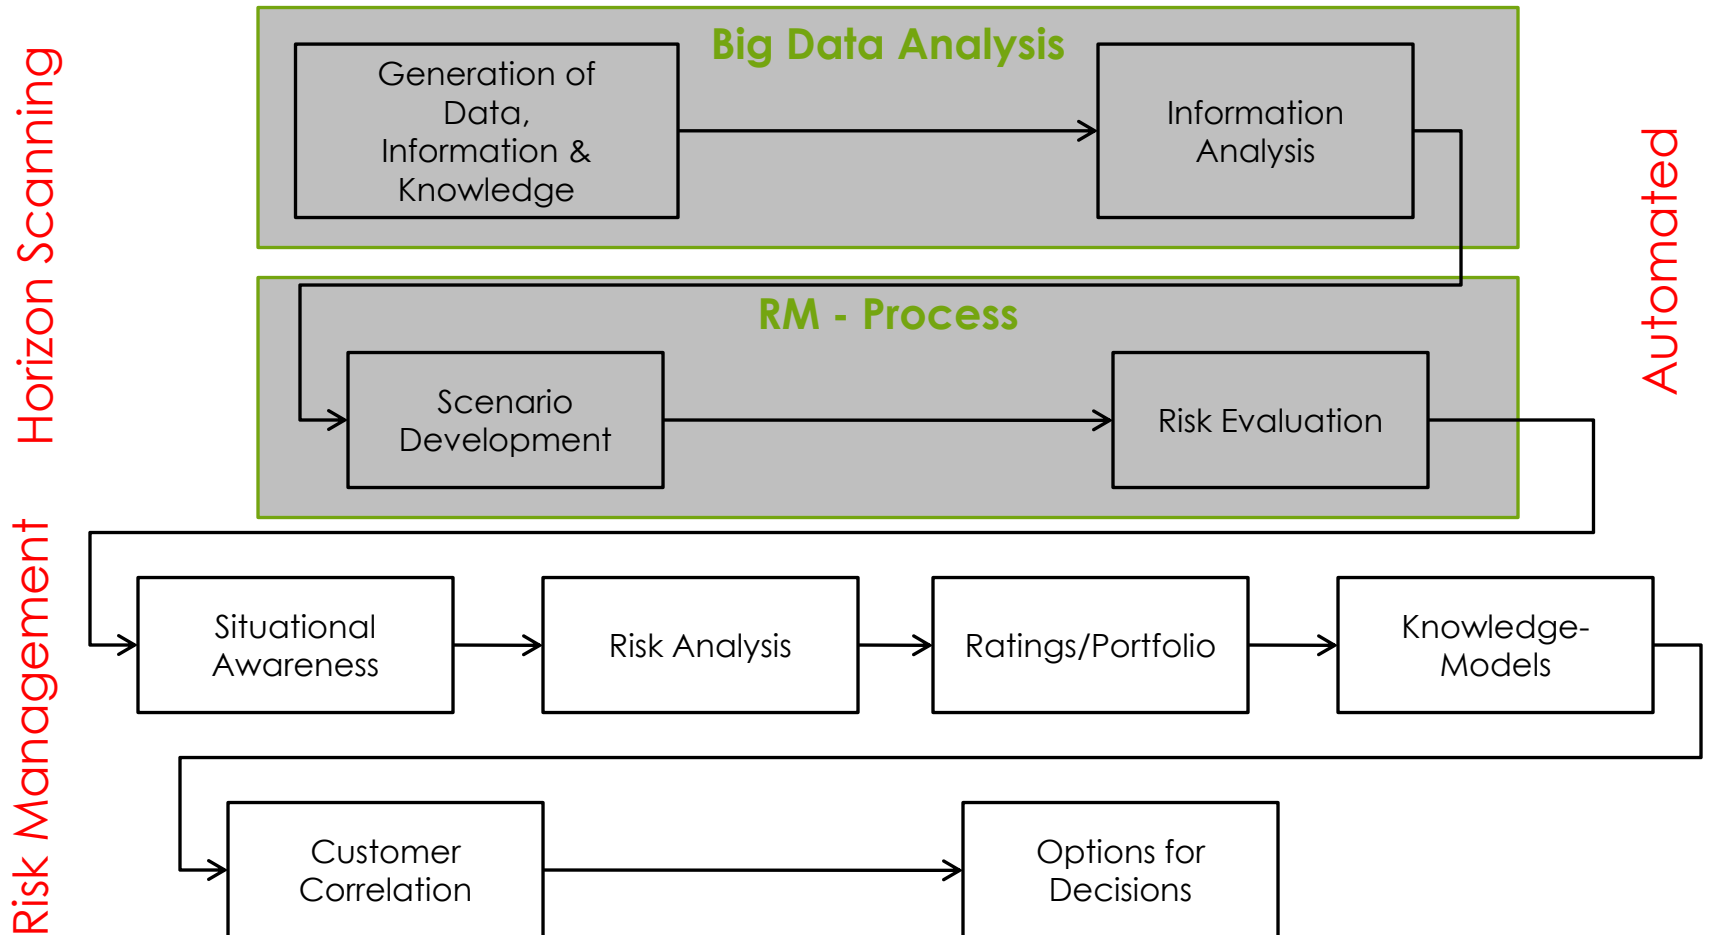 Horizon Scanning
Big Data Analysis
Generation of
Data,
Information &
Knowledge
Information
Analysis
Automated
RM - Process
Scenario
Development
Risk Evaluation
Risk Management
Situational
Awareness
Risk Analysis
Ratings/Portfolio
Knowledge-
Models
Customer
Correlation
Options for
Decisions